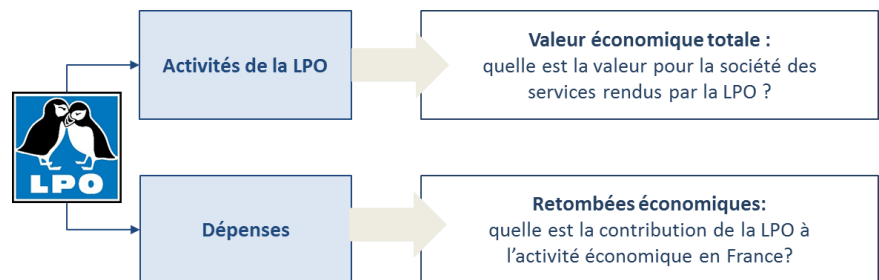 Activités de la LPO
Valeur économique totale :
quelle est la valeur pour la société des
services rendus par la LPO ?
LPO
Dépenses
Retombées économiques:
quelle est la contribution de la LPO à
l’activité économique en France?